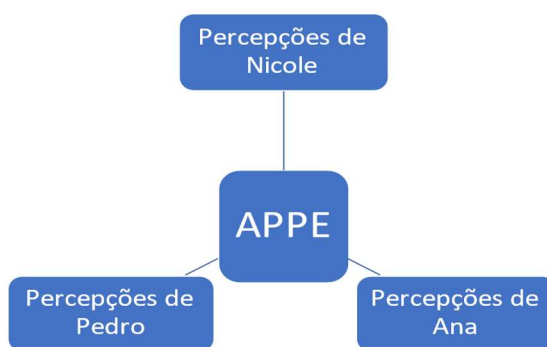 Percepções de
Nicole
APPE
Percepções de
Pedro
Percepções de
Ana